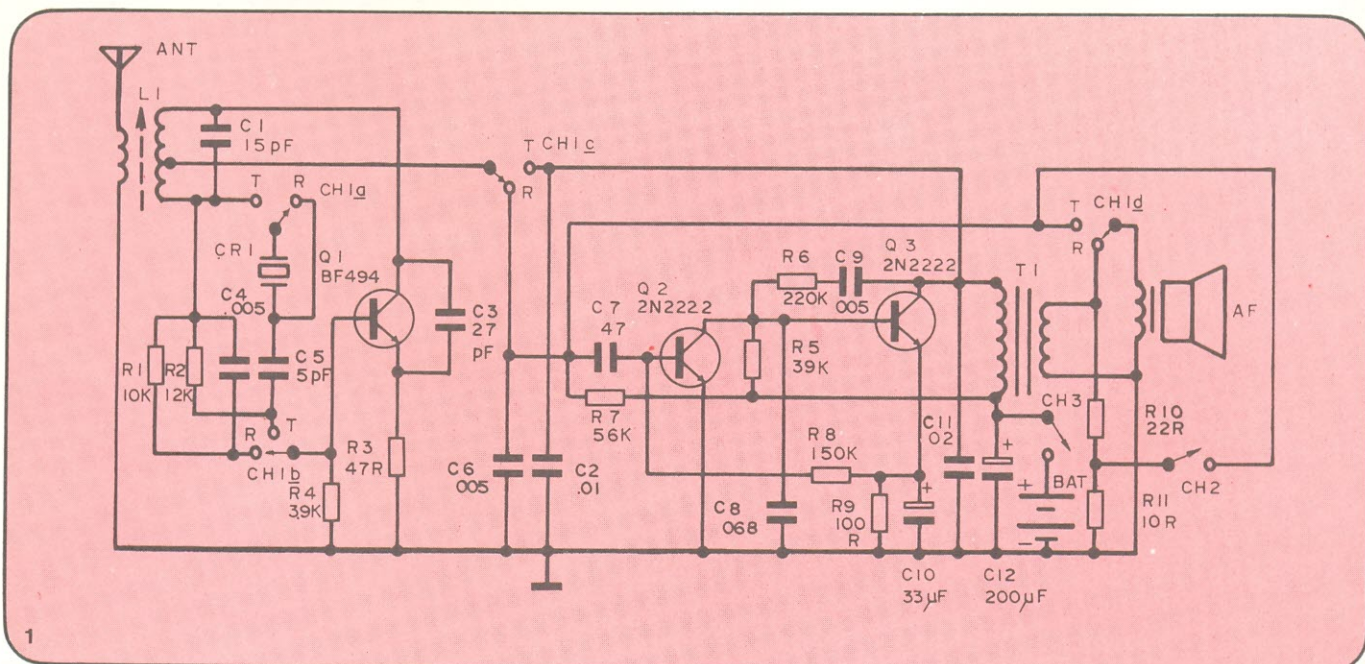 ANT
L1
C1
15pF
T
R
CH1a
CR1
Q1
BF494
C4
.005
C3
27
pF
R1
10K
R2
12K
C5
5pF
T
R
CH1b
R4
3,9K
R3
47R
T
CH1c
R
C6
005
C2
.01
C7
47
R7
56K
Q2
2N2222
R6
220K
C9
005
Q3
2N2222
R5
39K
R8
150K
C8
068
R9
100
R
+
C10
33µF
C11
02
+
C12
200µF
T1
CH3
+
BAT
-
T
CH1d
R
AF
R10
22R
CH2
R11
10R
1